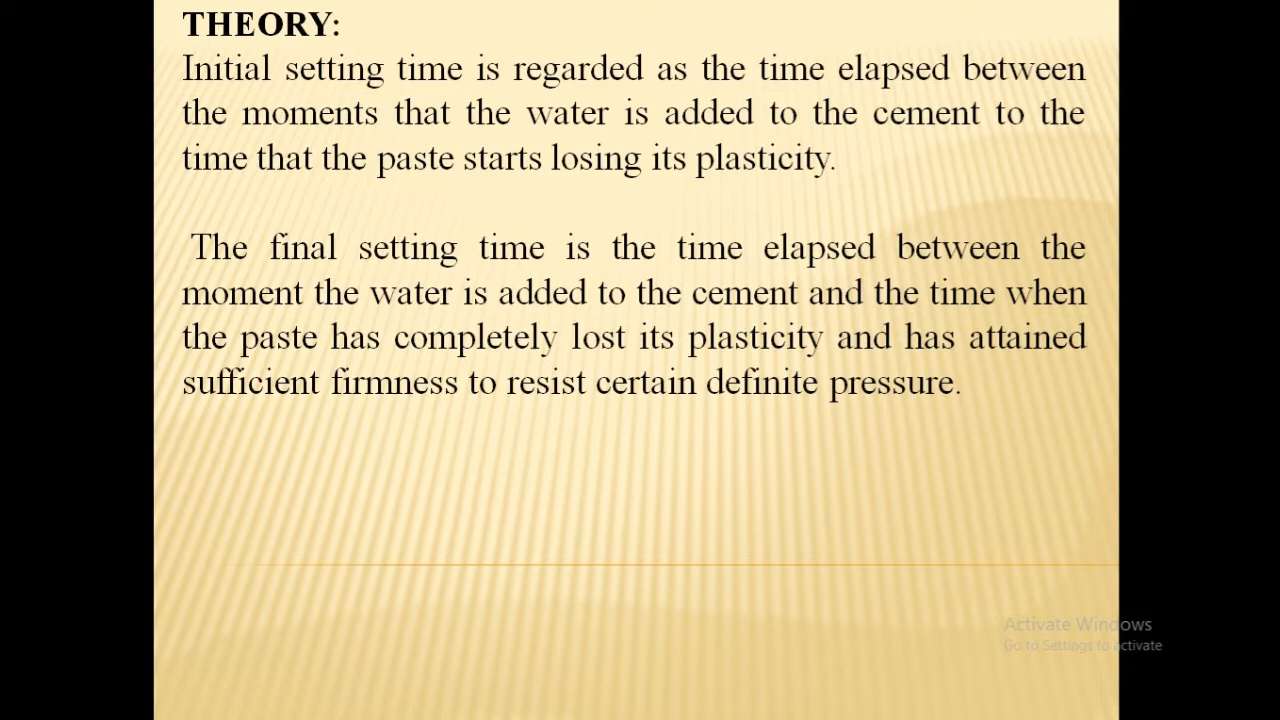 THEORY:
Initial setting time is regarded as the time elapsed between
the moments that the water is added to the cement to the
time that the paste starts losing its plasticity.
The final setting time is the time elapsed between the
moment the water is added to the cement and the time when
the paste has completely lost its plasticity and has attained
sufficient firmness to resist certain definite pressure.
Activate Windows
Go to Settings to activate